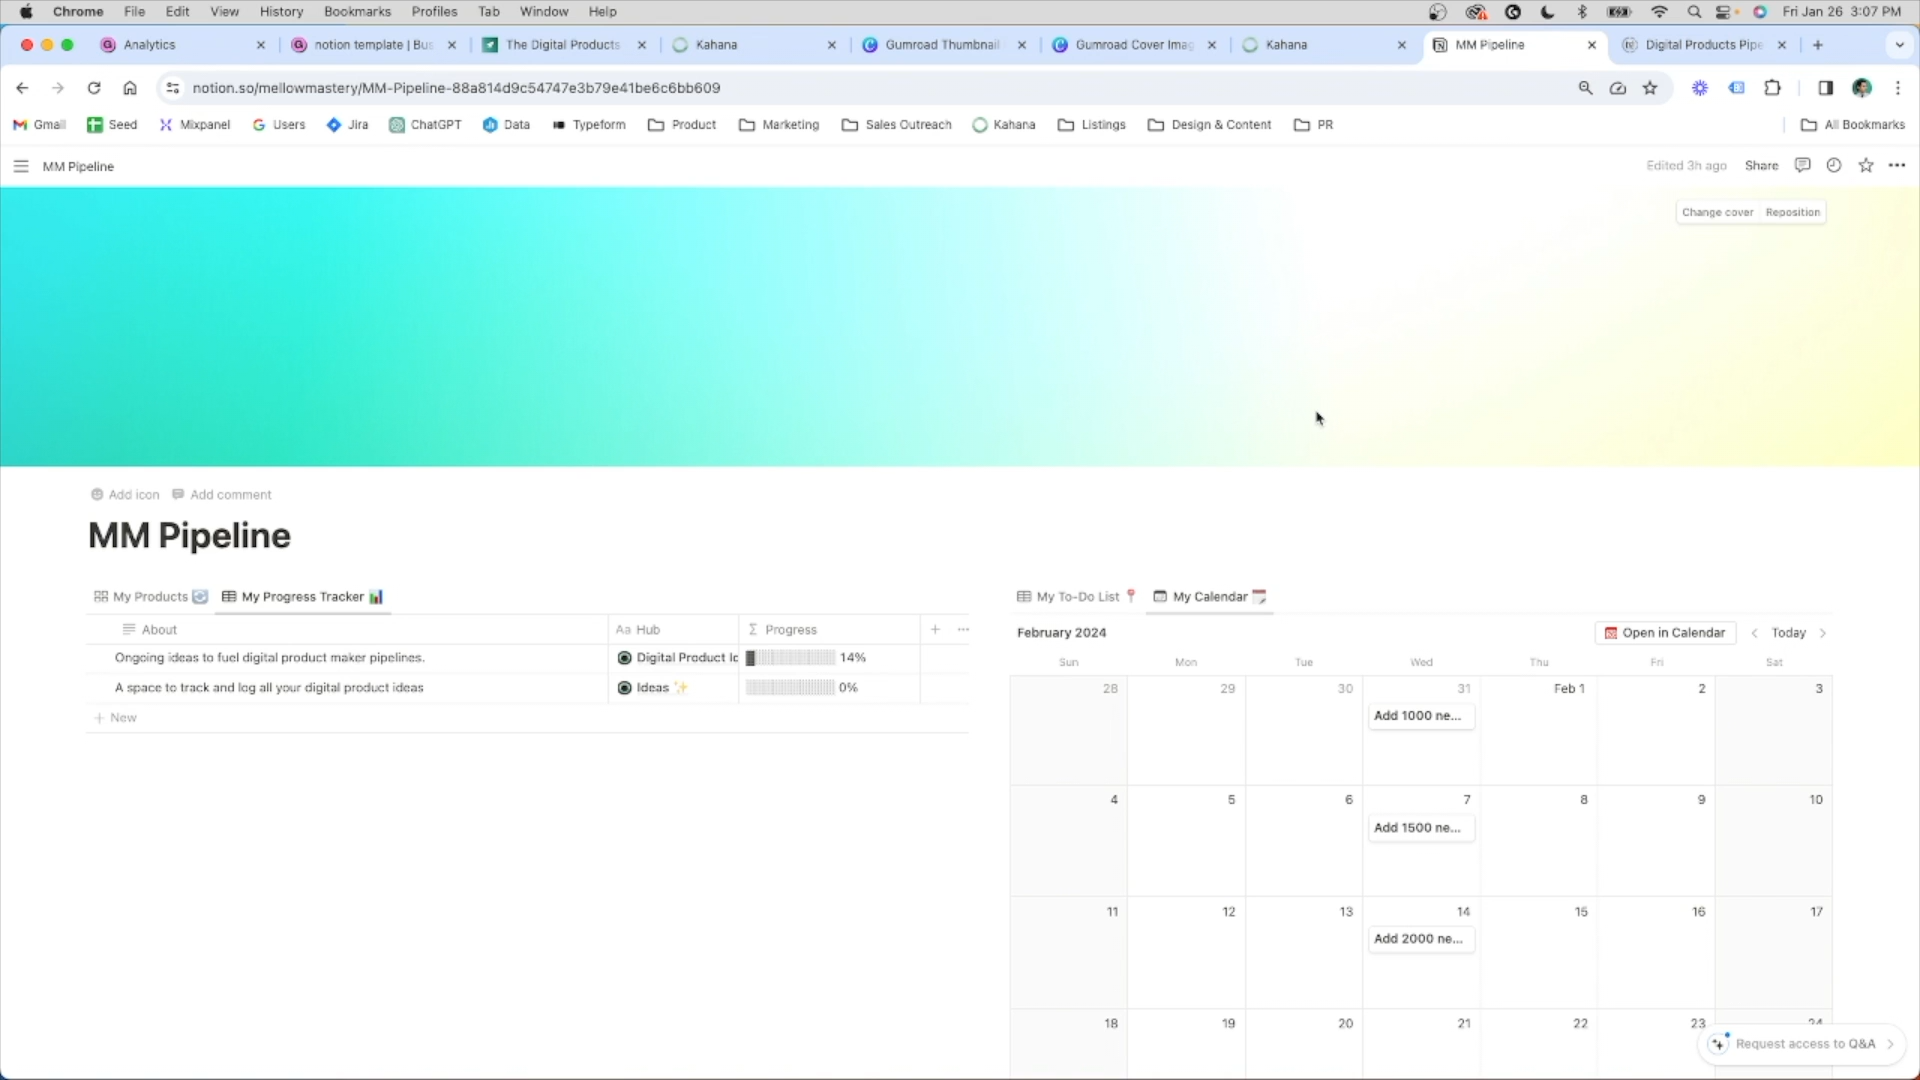 Chrome File Edit View History Bookmarks Profiles Tab Window Help Fri Jan 26 3:07 PM
Analytics notion template | Bus The Digital Products Kahana Gumroad Thumbnail Gumroad Cover Imag Kahana MM Pipeline Digital Products Pipe
notion.so/mellowmastery/MM-Pipeline-88a814d9c54747e3b79e41be6c6bb609
Gmail Seed Mixpanel Users Jira ChatGPT Data Typeform Product Marketing Sales Outreach Kahana Listings Design & Content PR All Bookmarks
MM Pipeline Edited 3h ago Share
Change cover Reposition
Add icon Add comment
MM Pipeline
My Products My Progress Tracker
About Aa Hub Σ Progress
Ongoing ideas to fuel digital product maker pipelines. Digital Product Ic 14%
A space to track and log all your digital product ideas Ideas 0%
+ New
My To-Do List My Calendar
February 2024 Open in Calendar < Today >
Sun Mon Tue Wed Thu Fri Sat
28 29 30 31 Feb 1 2 3
Add 1000 ne...
4 5 6 7 8 9 10
Add 1500 ne...
11 12 13 14 15 16 17
Add 2000 ne...
18 19 20 21 22 23 24
Request access to Q&A